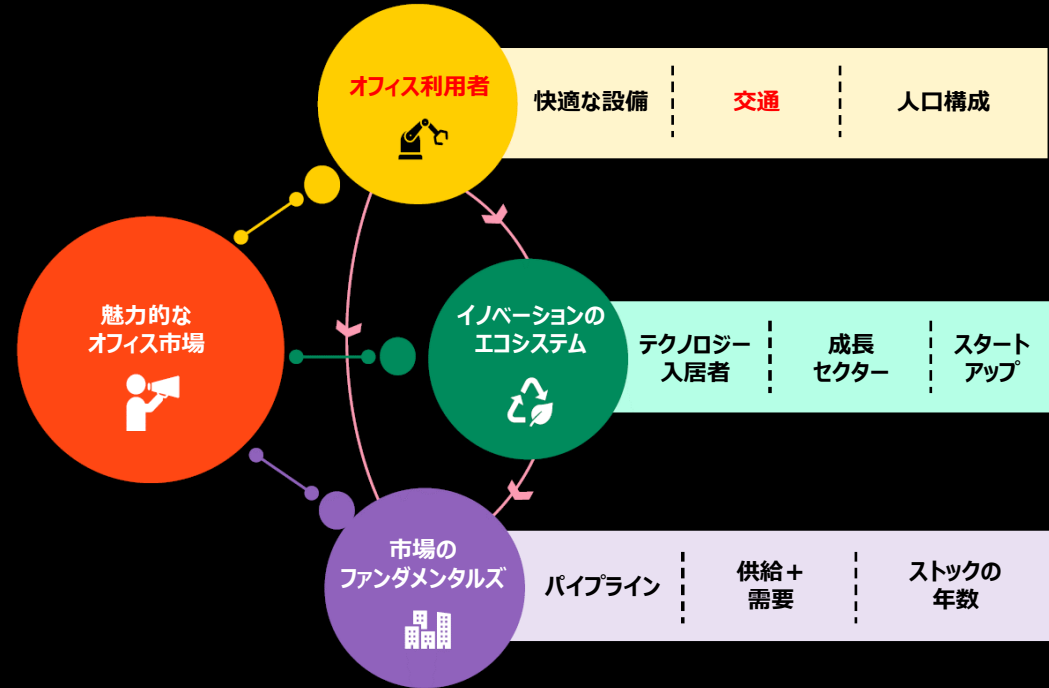 オフィス利用者
快適な設備
交通
人口構成
魅力的な
オフィス市場
イノベーションの
エコシステム
テクノロジー
入居者
成長
セクター
スタート
アップ
市場の
ファンダメンタルズ
パイプライン
供給＋
需要
ストックの
年数